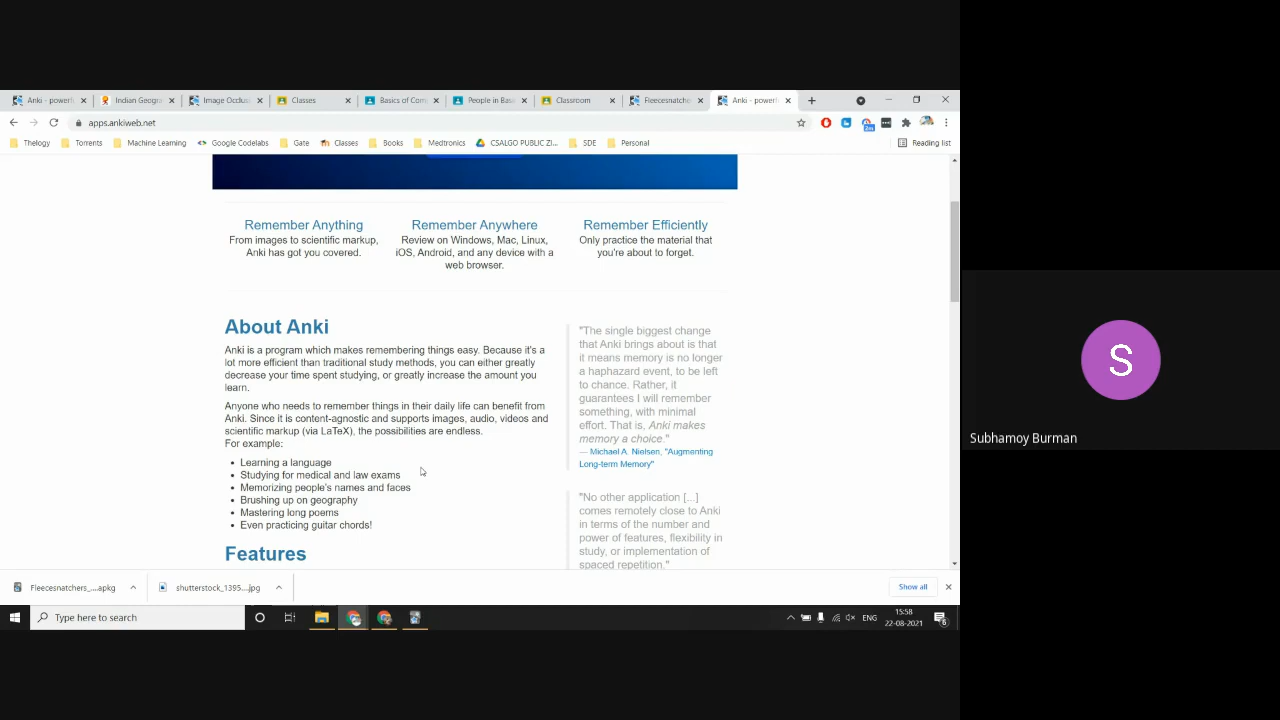 Anki - powerf
Indian Geogra
Image Occlus
Classes
Basics of Com
People in Bas
Classroom
Fleecesnatche
Anki - powerf
apps.ankiweb.net
Thelogy
Torrents
Machine Learning
Google Codelabs
Gate
Classes
Books
Medtronics
CSALGO PUBLIC ZI...
SDE
Personal
Reading list
Remember Anything
From images to scientific markup,
Anki has got you covered.
Remember Anywhere
Review on Windows, Mac, Linux,
iOS, Android, and any device with a
web browser.
Remember Efficiently
Only practice the material that
you're about to forget.
About Anki
Anki is a program which makes remembering things easy. Because it's a
lot more efficient than traditional study methods, you can either greatly
decrease your time spent studying, or greatly increase the amount you
learn.
Anyone who needs to remember things in their daily life can benefit from
Anki. Since it is content-agnostic and supports images, audio, videos and
scientific markup (via LaTeX), the possibilities are endless.
For example:
• Learning a language
• Studying for medical and law exams
• Memorizing people's names and faces
• Brushing up on geography
• Mastering long poems
• Even practicing guitar chords!
Features
"The single biggest change
that Anki brings about is that
it means memory is no longer
a haphazard event, to be left
to chance. Rather, it
guarantees I will remember
something, with minimal
effort. That is, Anki makes
memory a choice."
— Michael A. Nielsen, "Augmenting
Long-term Memory"
"No other application [...]
comes remotely close to Anki
in terms of the number and
power of features, flexibility in
study, or implementation of
spaced repetition."
Fleecesnatchers_....apkg
shutterstock_1395....jpg
Show all
Type here to search
ENG
15:58
22-08-2021
S
Subhamoy Burman